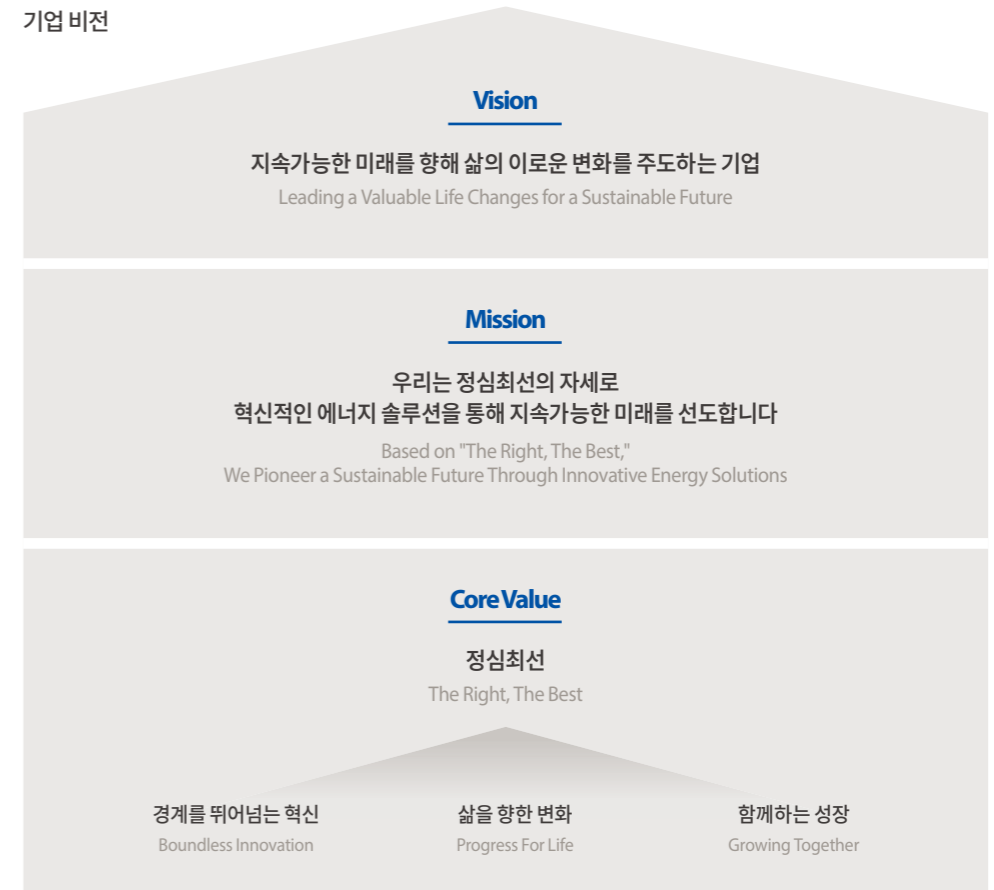 기업 비전
Vision
지속가능한 미래를 향해 삶의 이로운 변화를 주도하는 기업
Leading a Valuable Life Changes for a Sustainable Future
Mission
우리는 정심최선의 자세로
혁신적인 에너지 솔루션을 통해 지속가능한 미래를 선도합니다
Based on "The Right, The Best,"
We Pioneer a Sustainable Future Through Innovative Energy Solutions
Core Value
정심최선
The Right, The Best
경계를 뛰어넘는 혁신
Boundless Innovation
삶을 향한 변화
Progress For Life
함께하는 성장
Growing Together